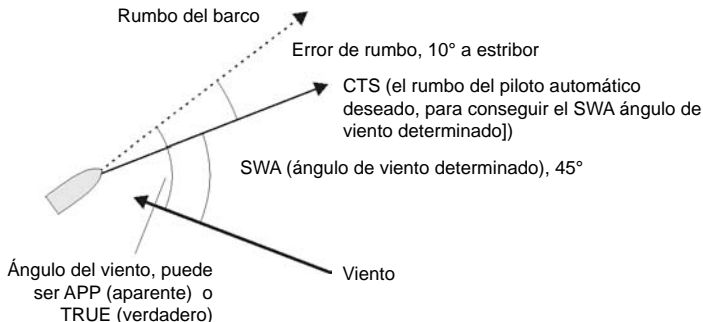 Rumbo del barco
Error de rumbo, 10° a estribor
CTS (el rumbo del piloto automático
deseado, para conseguir el SWA ángulo de
viento determinado])
SWA (ángulo de viento determinado), 45°
Ángulo del viento, puede
ser APP (aparente) o
TRUE (verdadero)
Viento